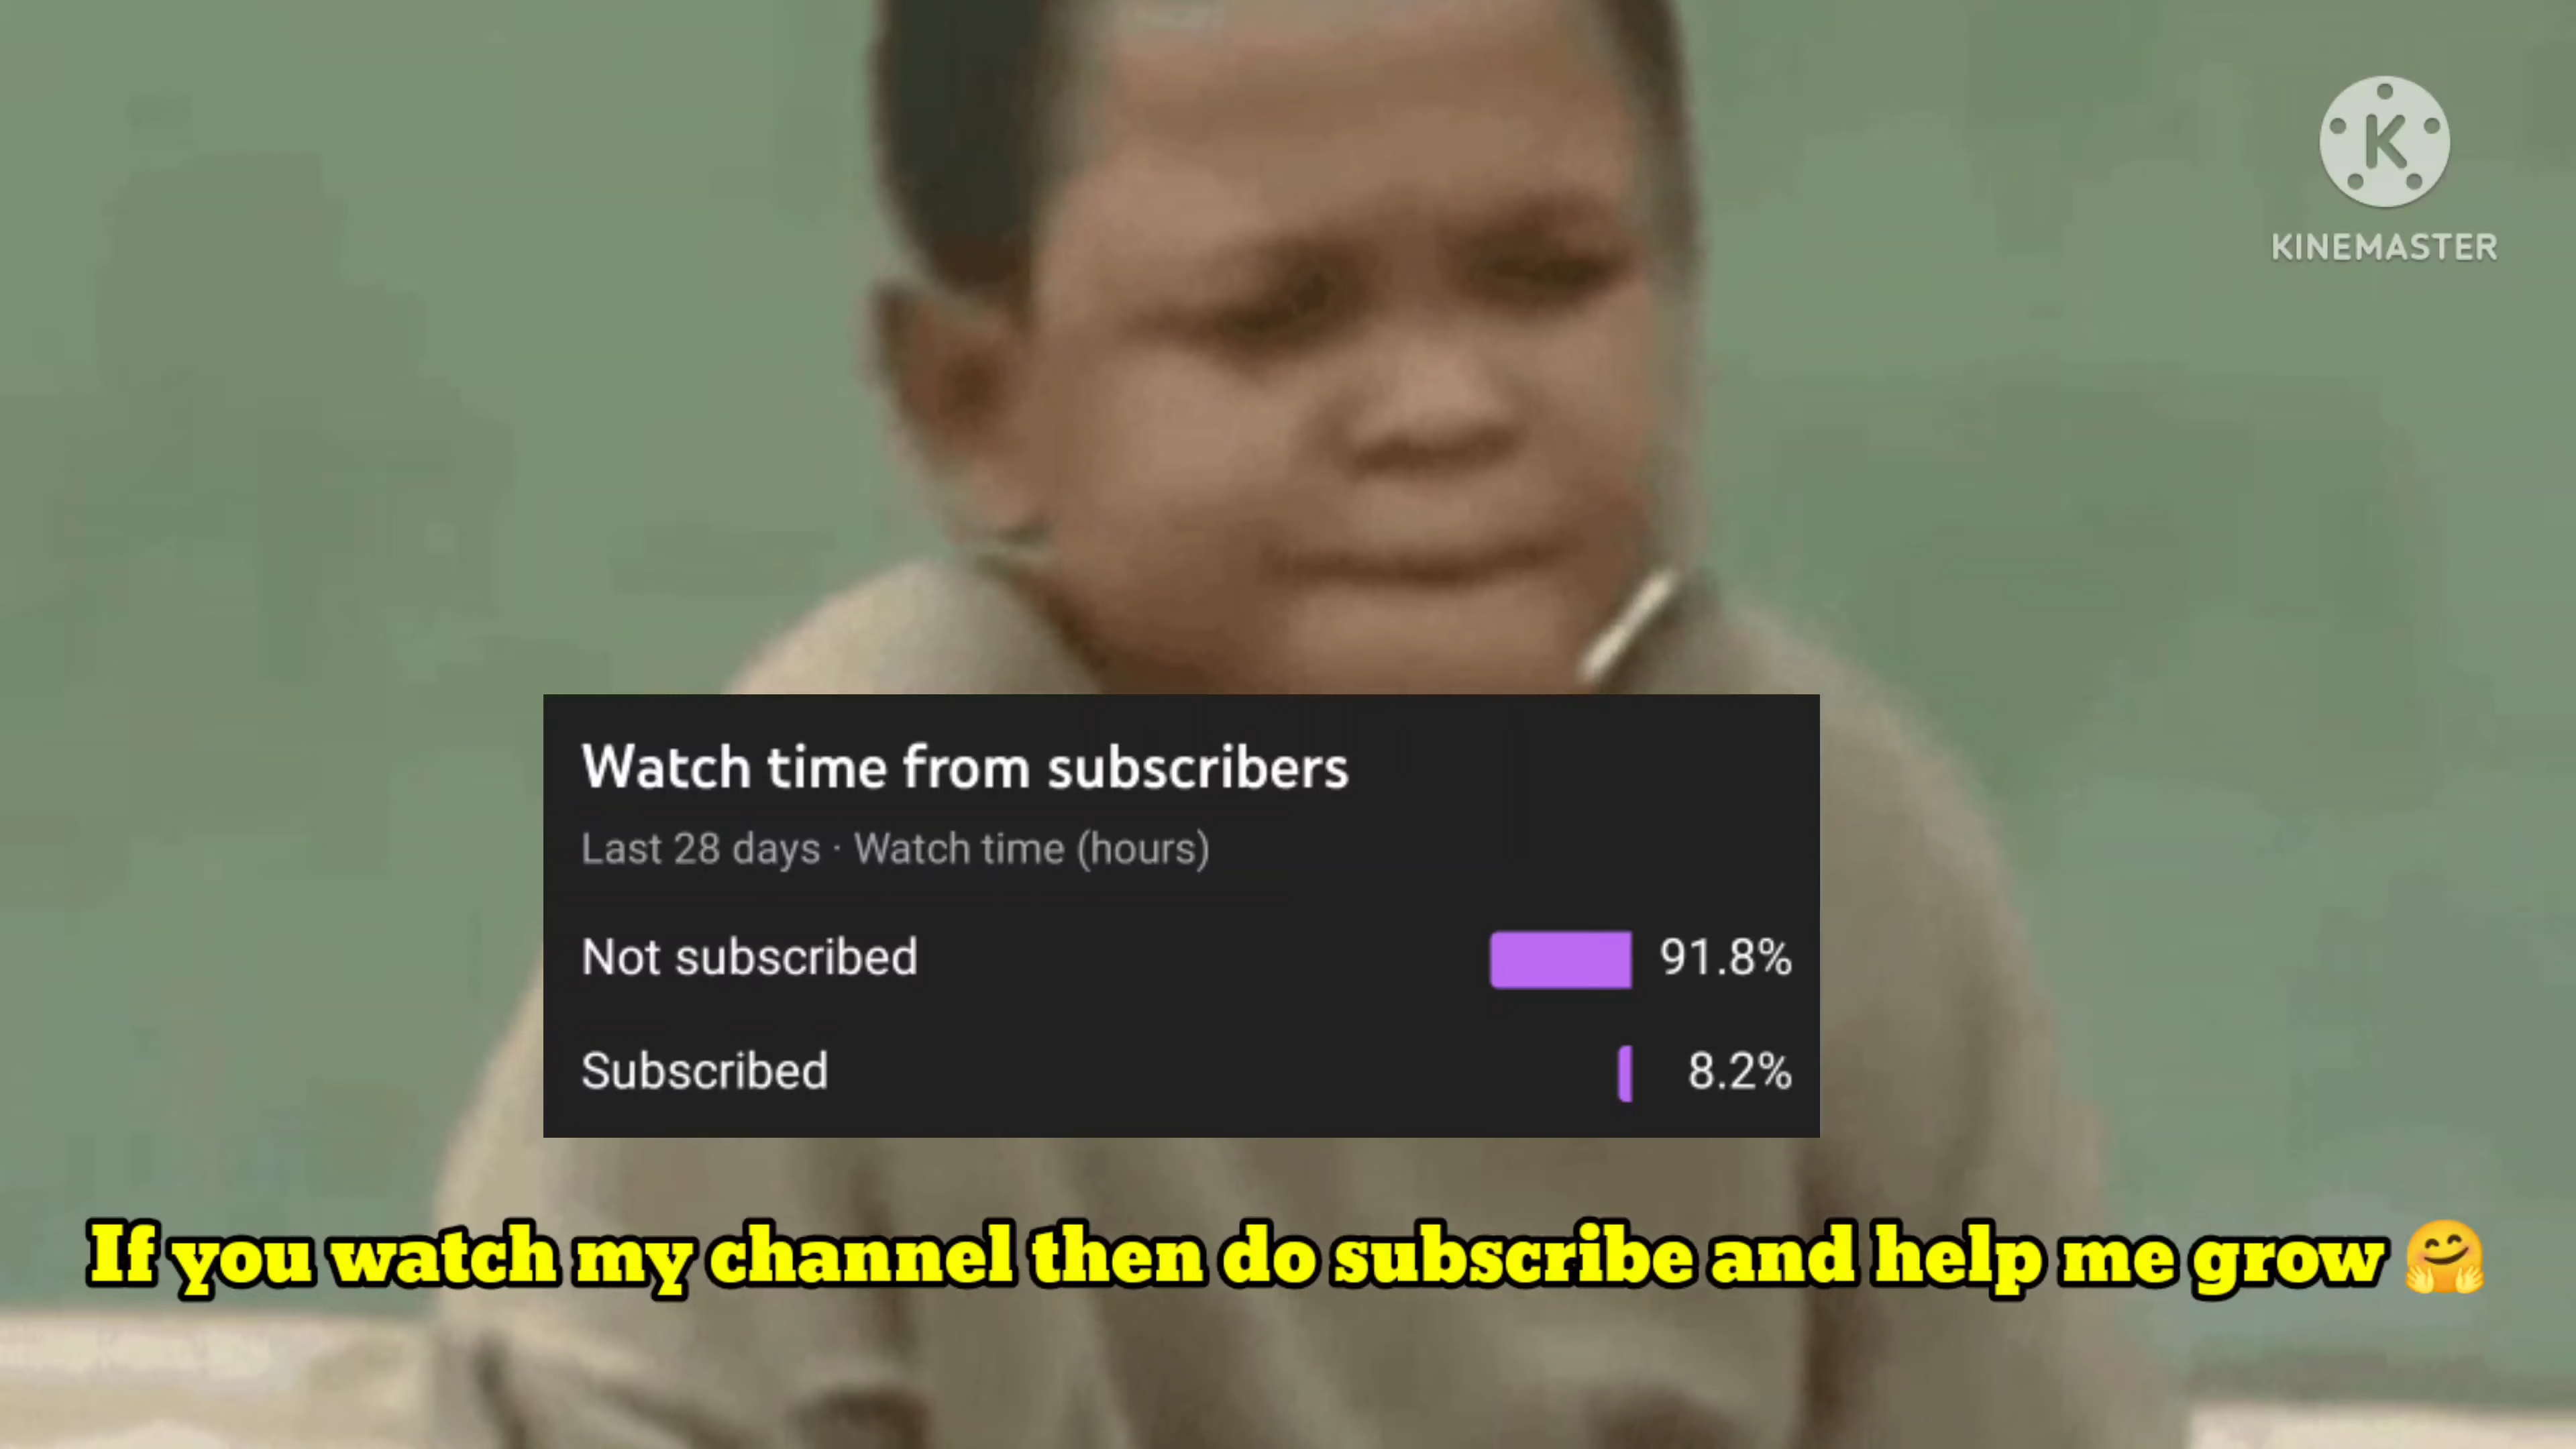 KINEMASTER
Watch time from subscribers
Last 28 days · Watch time (hours)
Not subscribed 91.8%
Subscribed 8.2%
If you watch my channel then do subscribe and help me grow 🤗